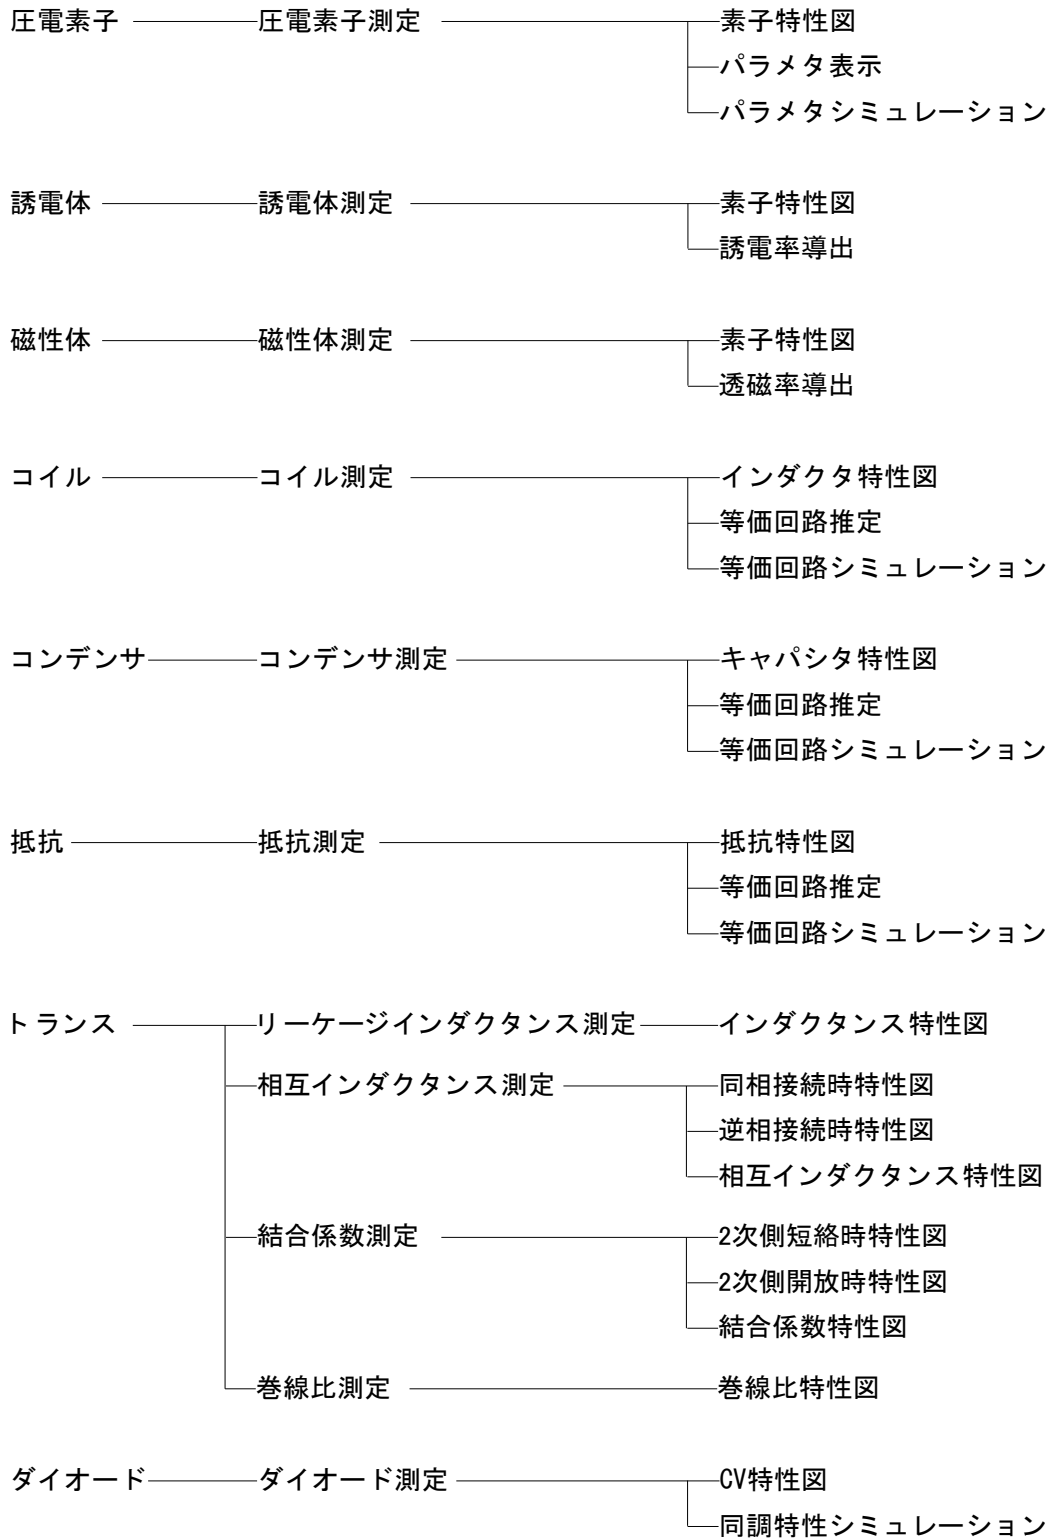 圧電素子 圧電素子測定 素子特性図
パラメタ表示
パラメタシミュレーション
誘電体 誘電体測定 素子特性図
誘電率導出
磁性体 磁性体測定 素子特性図
透磁率導出
コイル コイル測定 インダクタ特性図
等価回路推定
等価回路シミュレーション
コンデンサ コンデンサ測定 キャパシタ特性図
等価回路推定
等価回路シミュレーション
抵抗 抵抗測定 抵抗特性図
等価回路推定
等価回路シミュレーション
トランス リーケージインダクタンス測定 インダクタンス特性図
相互インダクタンス測定 同相接続時特性図
逆相接続時特性図
相互インダクタンス特性図
結合係数測定 2次側短絡時特性図
2次側開放時特性図
結合係数特性図
巻線比測定 巻線比特性図
ダイオード ダイオード測定 CV特性図
同調特性シミュレーション